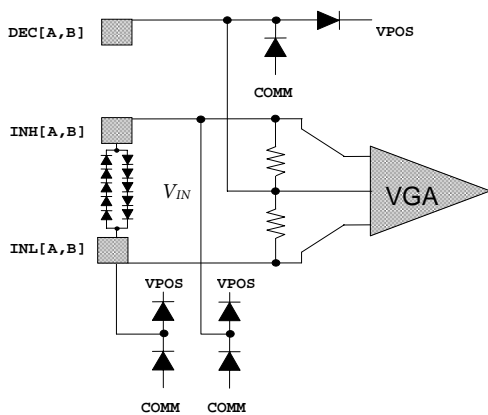 DEC[A,B]
VPOS
COMM
INH[A,B]
VIN
VGA
INL[A,B]
VPOS VPOS
COMM COMM